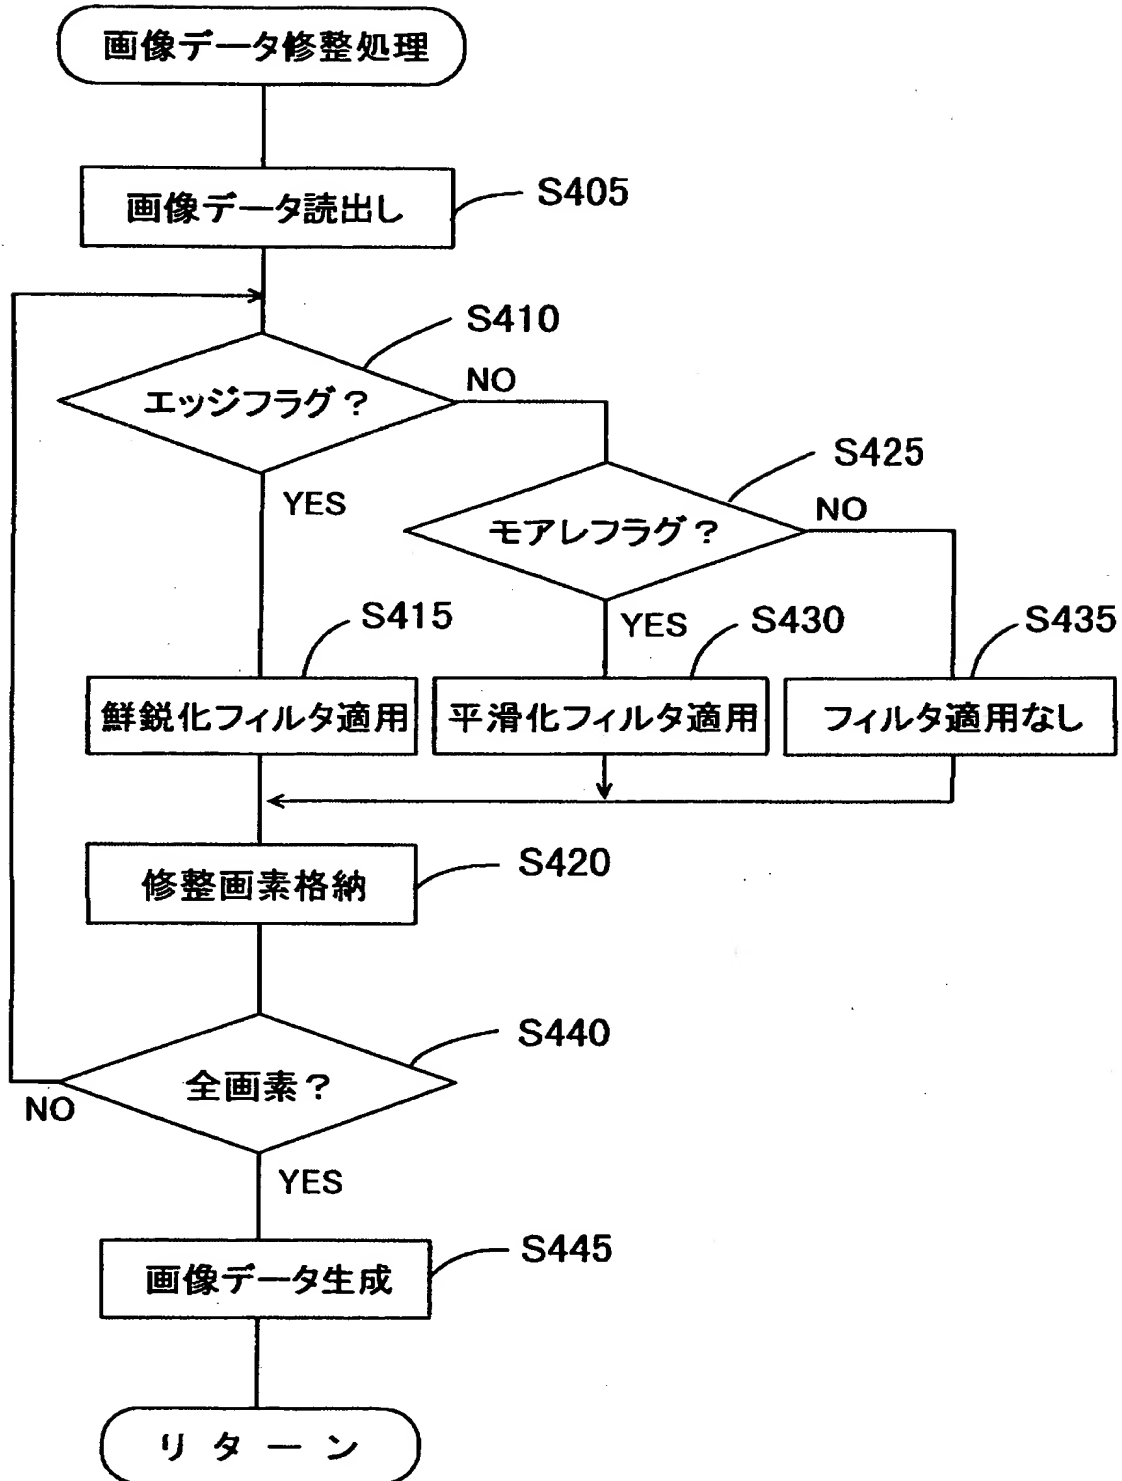 画像データ修整処理
画像データ読出し
S405
S410
エッジフラグ?
NO
YES
S425
モアレフラグ?
NO
YES
S415
鮮鋭化フィルタ適用
S430
平滑化フィルタ適用
S435
フィルタ適用なし
修整画素格納
S420
S440
全画素?
NO
YES
画像データ生成
S445
リターン